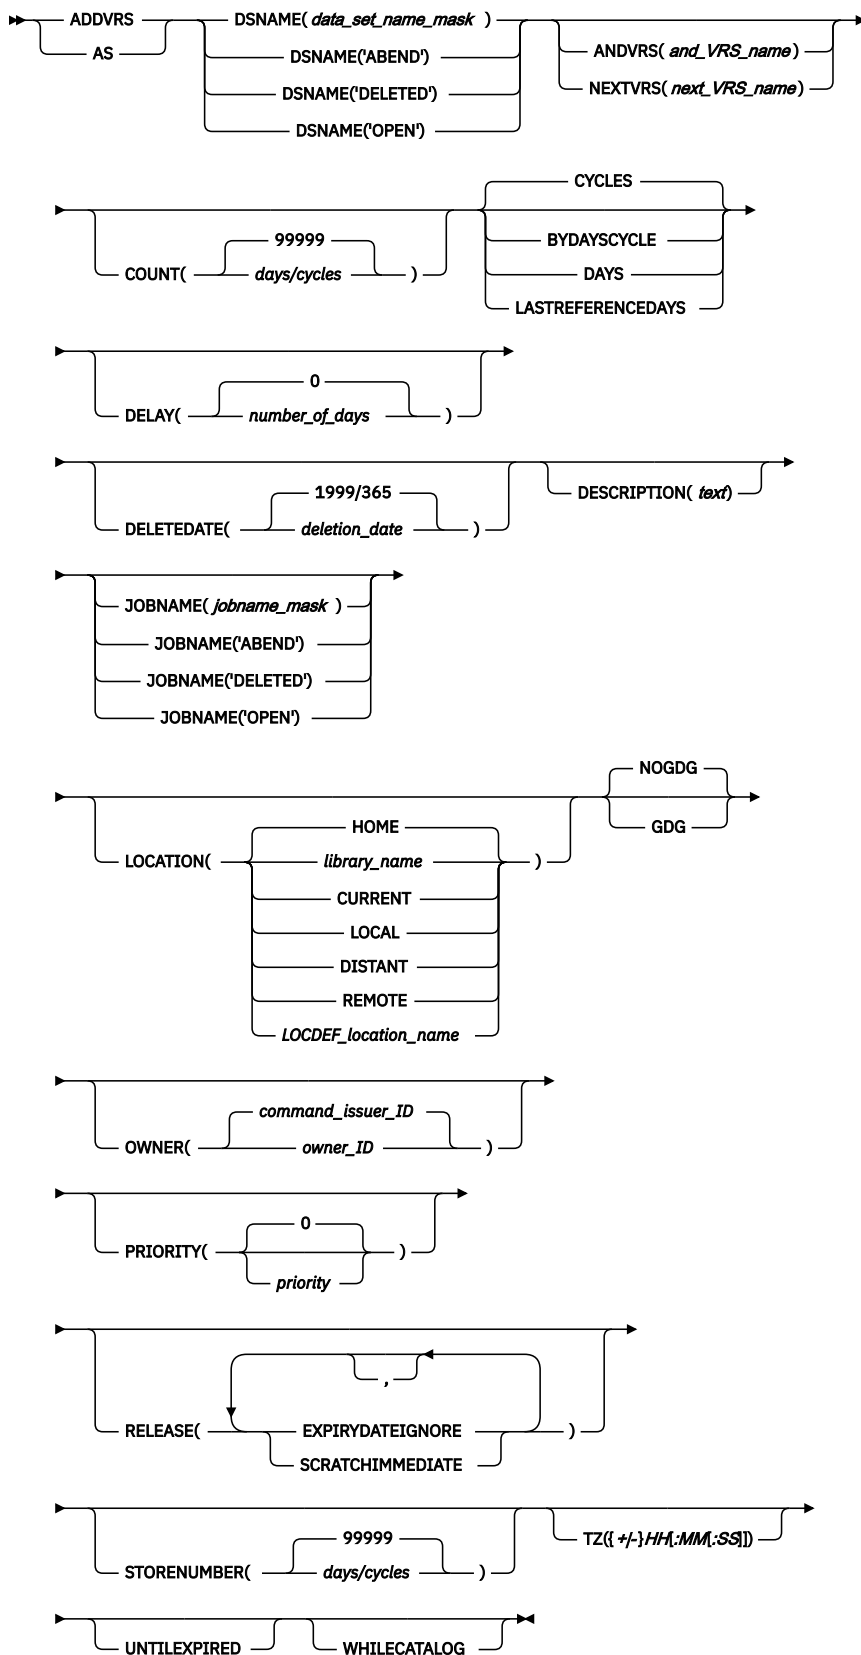 ADDVRS
AS
DSNAME( data_set_name_mask )
DSNAME('ABEND')
DSNAME('DELETED')
DSNAME('OPEN')
ANDVRS( and_VRS_name )
NEXTVRS( next_VRS_name )
CYCLES
COUNT(
99999
days/cycles
)
BYDAYSCYCLE
DAYS
LASTREFERENCEDAYS
DELAY(
0
number_of_days
)
DELETEDATE(
1999/365
deletion_date
)
DESCRIPTION( text )
JOBNAME( jobname_mask )
JOBNAME('ABEND')
JOBNAME('DELETED')
JOBNAME('OPEN')
LOCATION(
HOME
library_name
)
CURRENT
LOCAL
DISTANT
REMOTE
LOCDEF_location_name
NOGDG
GDG
OWNER(
command_issuer_ID
owner_ID
)
PRIORITY(
0
priority
)
RELEASE(
,
EXPIRYDATEIGNORE
)
SCRATCHIMMEDIATE
STORENUMBER(
99999
days/cycles
)
TZ({ +/-}HH[:MM[:SS]])
UNTILEXPIRED
WHILECATALOG